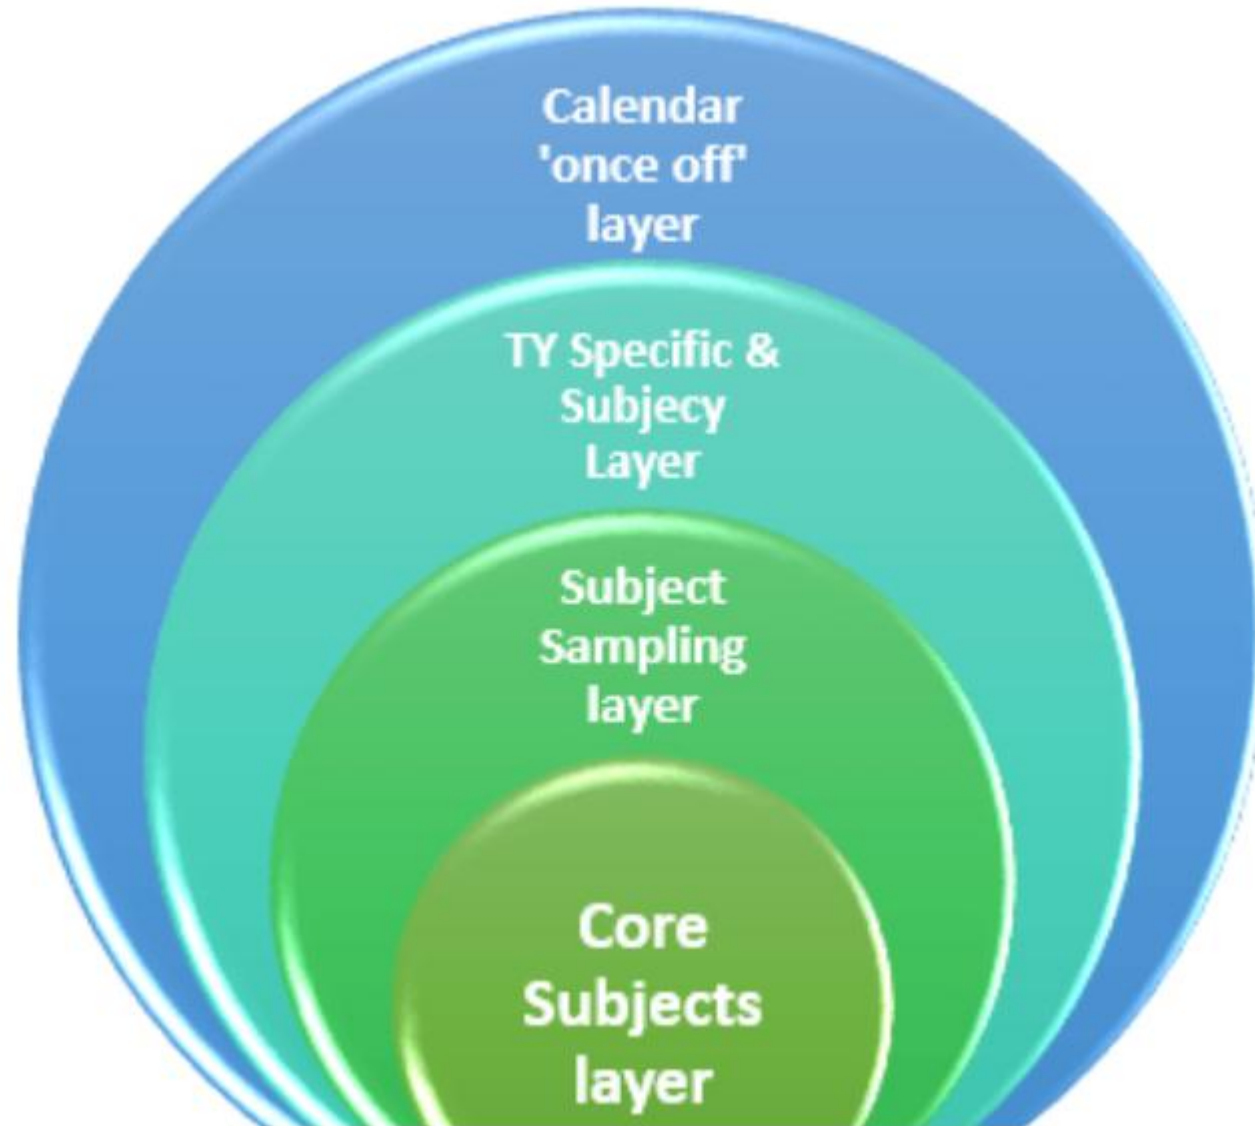 Calendar
'once off'
layer
TY Specific &
Subjecy
Layer
Subject
Sampling
layer
Core
Subjects
layer